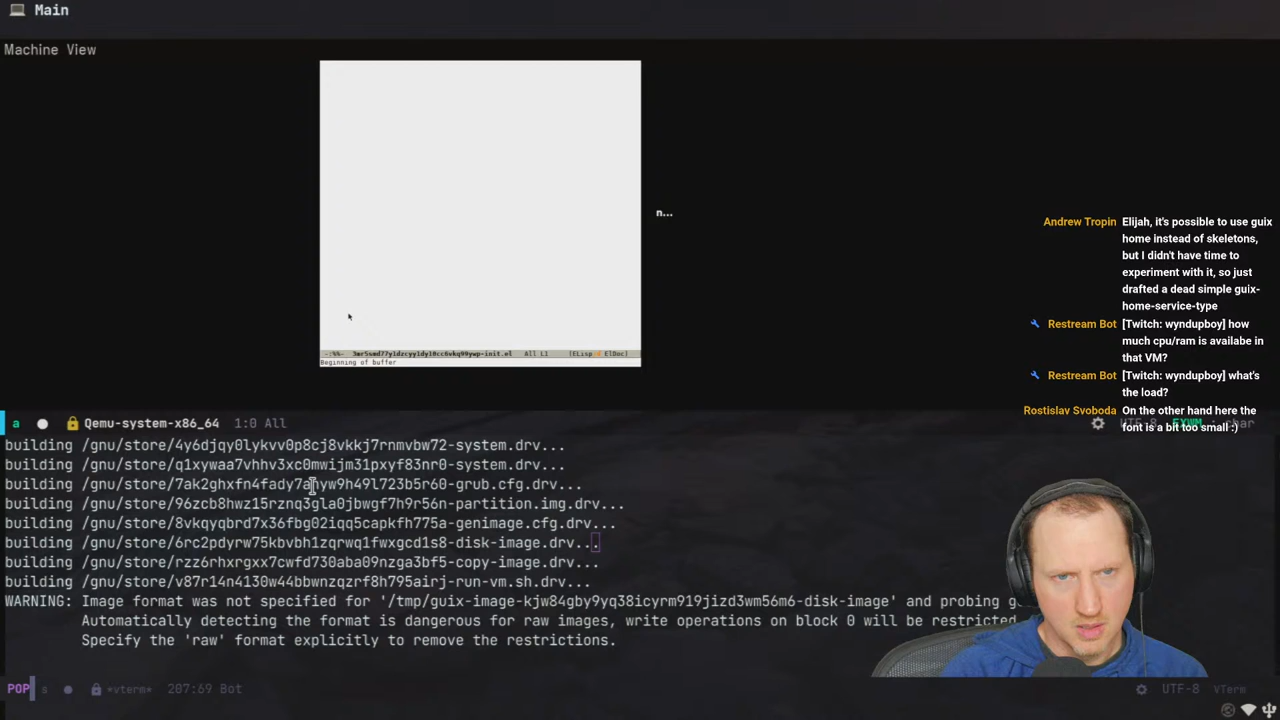 Main
Machine View
n...
Beginning of buffer
All L1
Andrew Tropin Elijah, it's possible to use guix
home instead of skeletons,
but I didn't have time to
experiment with it, so just
drafted a dead simple guix-
home-service-type
Restream Bot [Twitch: wyndupboy] how
much cpu/ram is availabe in
that VM?
Restream Bot [Twitch: wyndupboy] what's
the load?
Rostislav Svoboda On the other hand here the
font is a bit too small :)
a Qemu-system-x86_64 1:0 All UTF-8 EXWM : char
building /gnu/store/4y6djqy0lykvv0p8cj8vkkj7rnmvbw72-system.drv...
building /gnu/store/q1xywaa7vhhv3xc0mwijm31pxyf83nr0-system.drv...
building /gnu/store/7ak2ghxfn4fady7anyw9h49l723b5r60-grub.cfg.drv...
building /gnu/store/96zcb8hwz15rznq3gla0jbwgf7h9r56n-partition.img.drv...
building /gnu/store/8vkqyqbrd7x36fbg02iqq5capkfh775a-genimage.cfg.drv...
building /gnu/store/6rc2pdyrw75kbvbh1zqrwq1fwxgcd1s8-disk-image.drv...
building /gnu/store/rzz6rhxrgxx7cwfd730aba09nzga3bf5-copy-image.drv...
building /gnu/store/v87r14n4130w44bbwnzqzrf8h795airj-run-vm.sh.drv...
WARNING: Image format was not specified for '/tmp/guix-image-kjw84gby9yq38icyrm919jizd3wm56m6-disk-image' and probing g
Automatically detecting the format is dangerous for raw images, write operations on block 0 will be restricted
Specify the 'raw' format explicitly to remove the restrictions.
POP s *vterm* 207:69 Bot UTF-8 VTerm